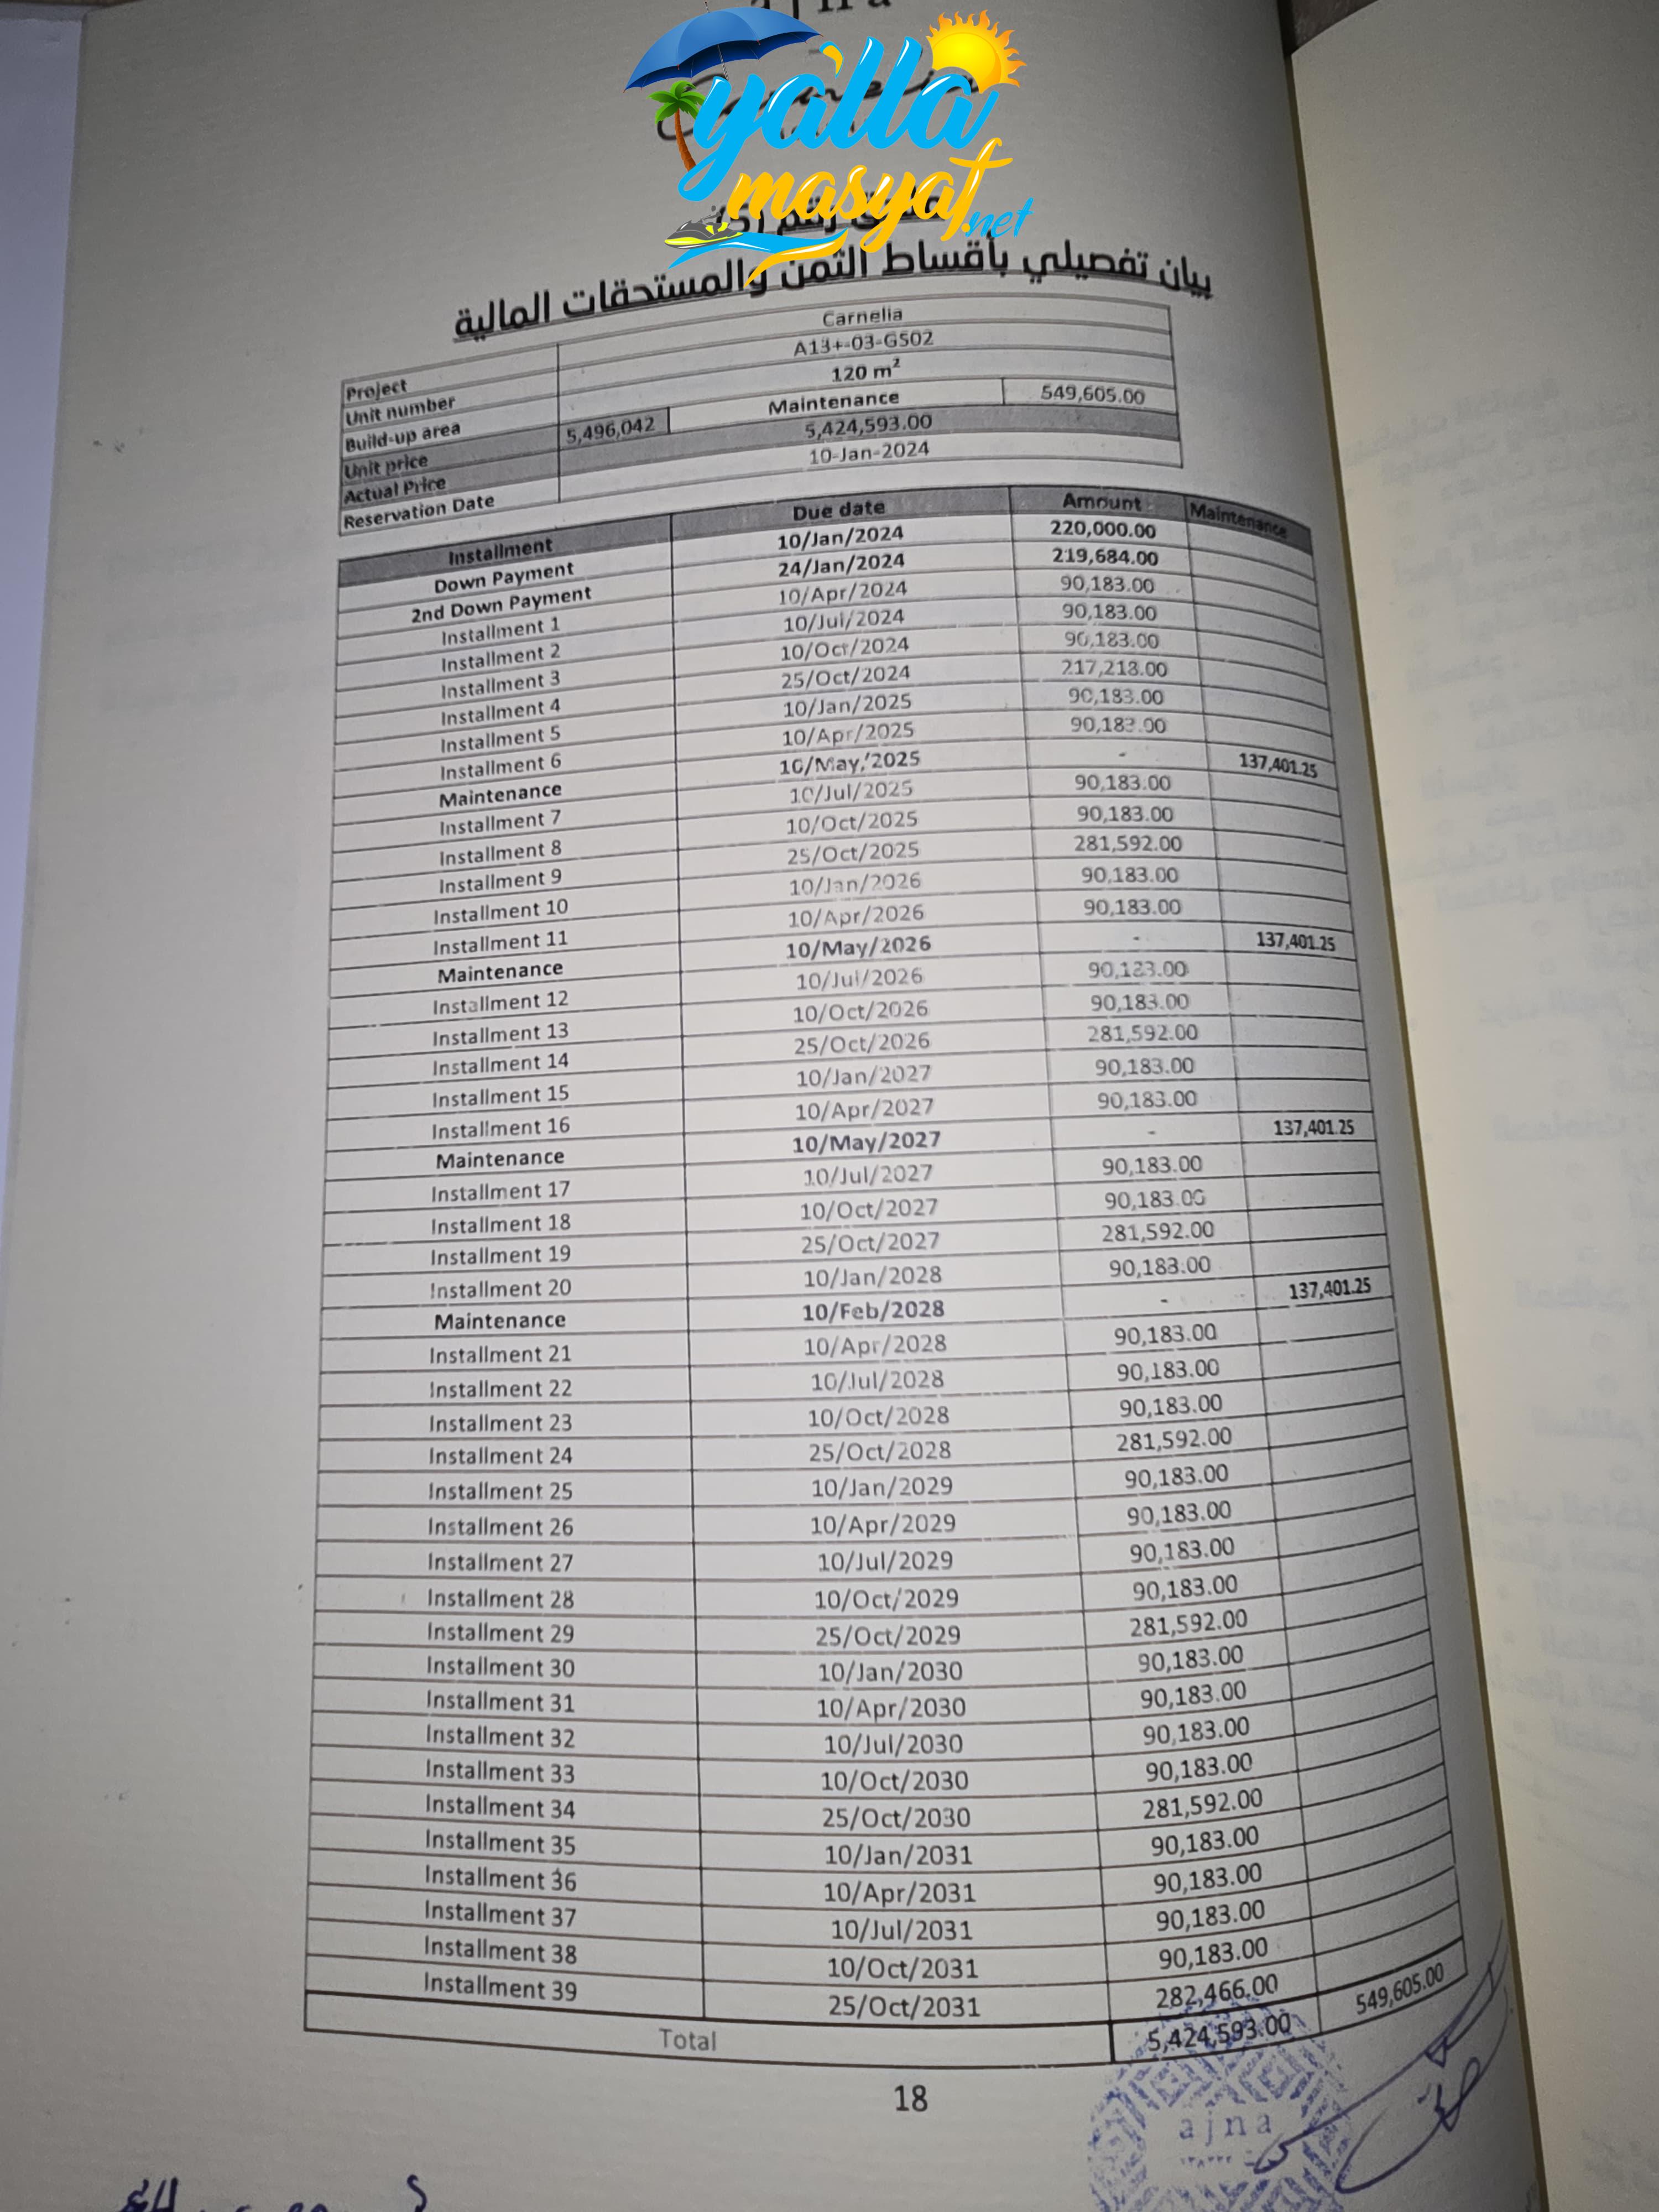 yalla
masyat.net
بيان تفصيلي بأقساط الثمن والمستحقات المالية
Project Carnelia
Unit number A13+-03-GS02
Build-up area 120 m²
Unit price 5,496,042 Maintenance 549,605.00
Actual Price 5,424,593.00
Reservation Date 10-Jan-2024
Installment Due date Amount Maintenance
Down Payment 10/Jan/2024 220,000.00
2nd Down Payment 24/Jan/2024 219,684.00
Installment 1 10/Apr/2024 90,183.00
Installment 2 10/Jul/2024 90,183.00
Installment 3 10/Oct/2024 90,183.00
Installment 4 25/Oct/2024 217,218.00
Installment 5 10/Jan/2025 90,183.00
Installment 6 10/Apr/2025 90,183.00
Maintenance 10/May/2025 - 137,401.25
Installment 7 10/Jul/2025 90,183.00
Installment 8 10/Oct/2025 90,183.00
Installment 9 25/Oct/2025 281,592.00
Installment 10 10/Jan/2026 90,183.00
Installment 11 10/Apr/2026 90,183.00
Maintenance 10/May/2026 - 137,401.25
Installment 12 10/Jul/2026 90,183.00
Installment 13 10/Oct/2026 90,183.00
Installment 14 25/Oct/2026 281,592.00
Installment 15 10/Jan/2027 90,183.00
Installment 16 10/Apr/2027 90,183.00
Maintenance 10/May/2027 - 137,401.25
Installment 17 10/Jul/2027 90,183.00
Installment 18 10/Oct/2027 90,183.00
Installment 19 25/Oct/2027 281,592.00
Installment 20 10/Jan/2028 90,183.00
Maintenance 10/Feb/2028 - 137,401.25
Installment 21 10/Apr/2028 90,183.00
Installment 22 10/Jul/2028 90,183.00
Installment 23 10/Oct/2028 90,183.00
Installment 24 25/Oct/2028 281,592.00
Installment 25 10/Jan/2029 90,183.00
Installment 26 10/Apr/2029 90,183.00
Installment 27 10/Jul/2029 90,183.00
Installment 28 10/Oct/2029 90,183.00
Installment 29 25/Oct/2029 281,592.00
Installment 30 10/Jan/2030 90,183.00
Installment 31 10/Apr/2030 90,183.00
Installment 32 10/Jul/2030 90,183.00
Installment 33 10/Oct/2030 90,183.00
Installment 34 25/Oct/2030 281,592.00
Installment 35 10/Jan/2031 90,183.00
Installment 36 10/Apr/2031 90,183.00
Installment 37 10/Jul/2031 90,183.00
Installment 38 10/Oct/2031 90,183.00
Installment 39 25/Oct/2031 282,466.00
Total 5,424,593.00 549,605.00
18
ajna